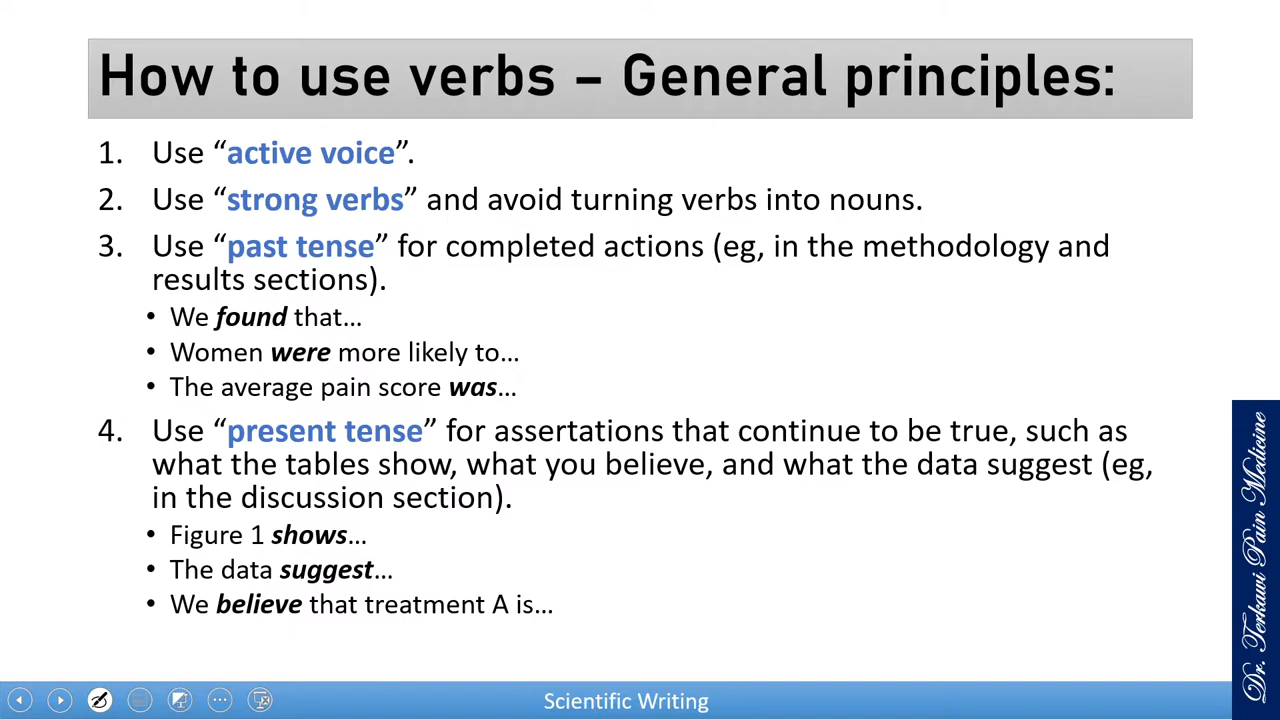 How to use verbs – General principles:
1. Use “active voice”.
2. Use “strong verbs” and avoid turning verbs into nouns.
3. Use “past tense” for completed actions (eg, in the methodology and
results sections).
• We found that…
• Women were more likely to…
• The average pain score was…
4. Use “present tense” for assertations that continue to be true, such as
what the tables show, what you believe, and what the data suggest (eg,
in the discussion section).
• Figure 1 shows…
• The data suggest…
• We believe that treatment A is…
Dr. Terkawi Pain Medicine
Scientific Writing